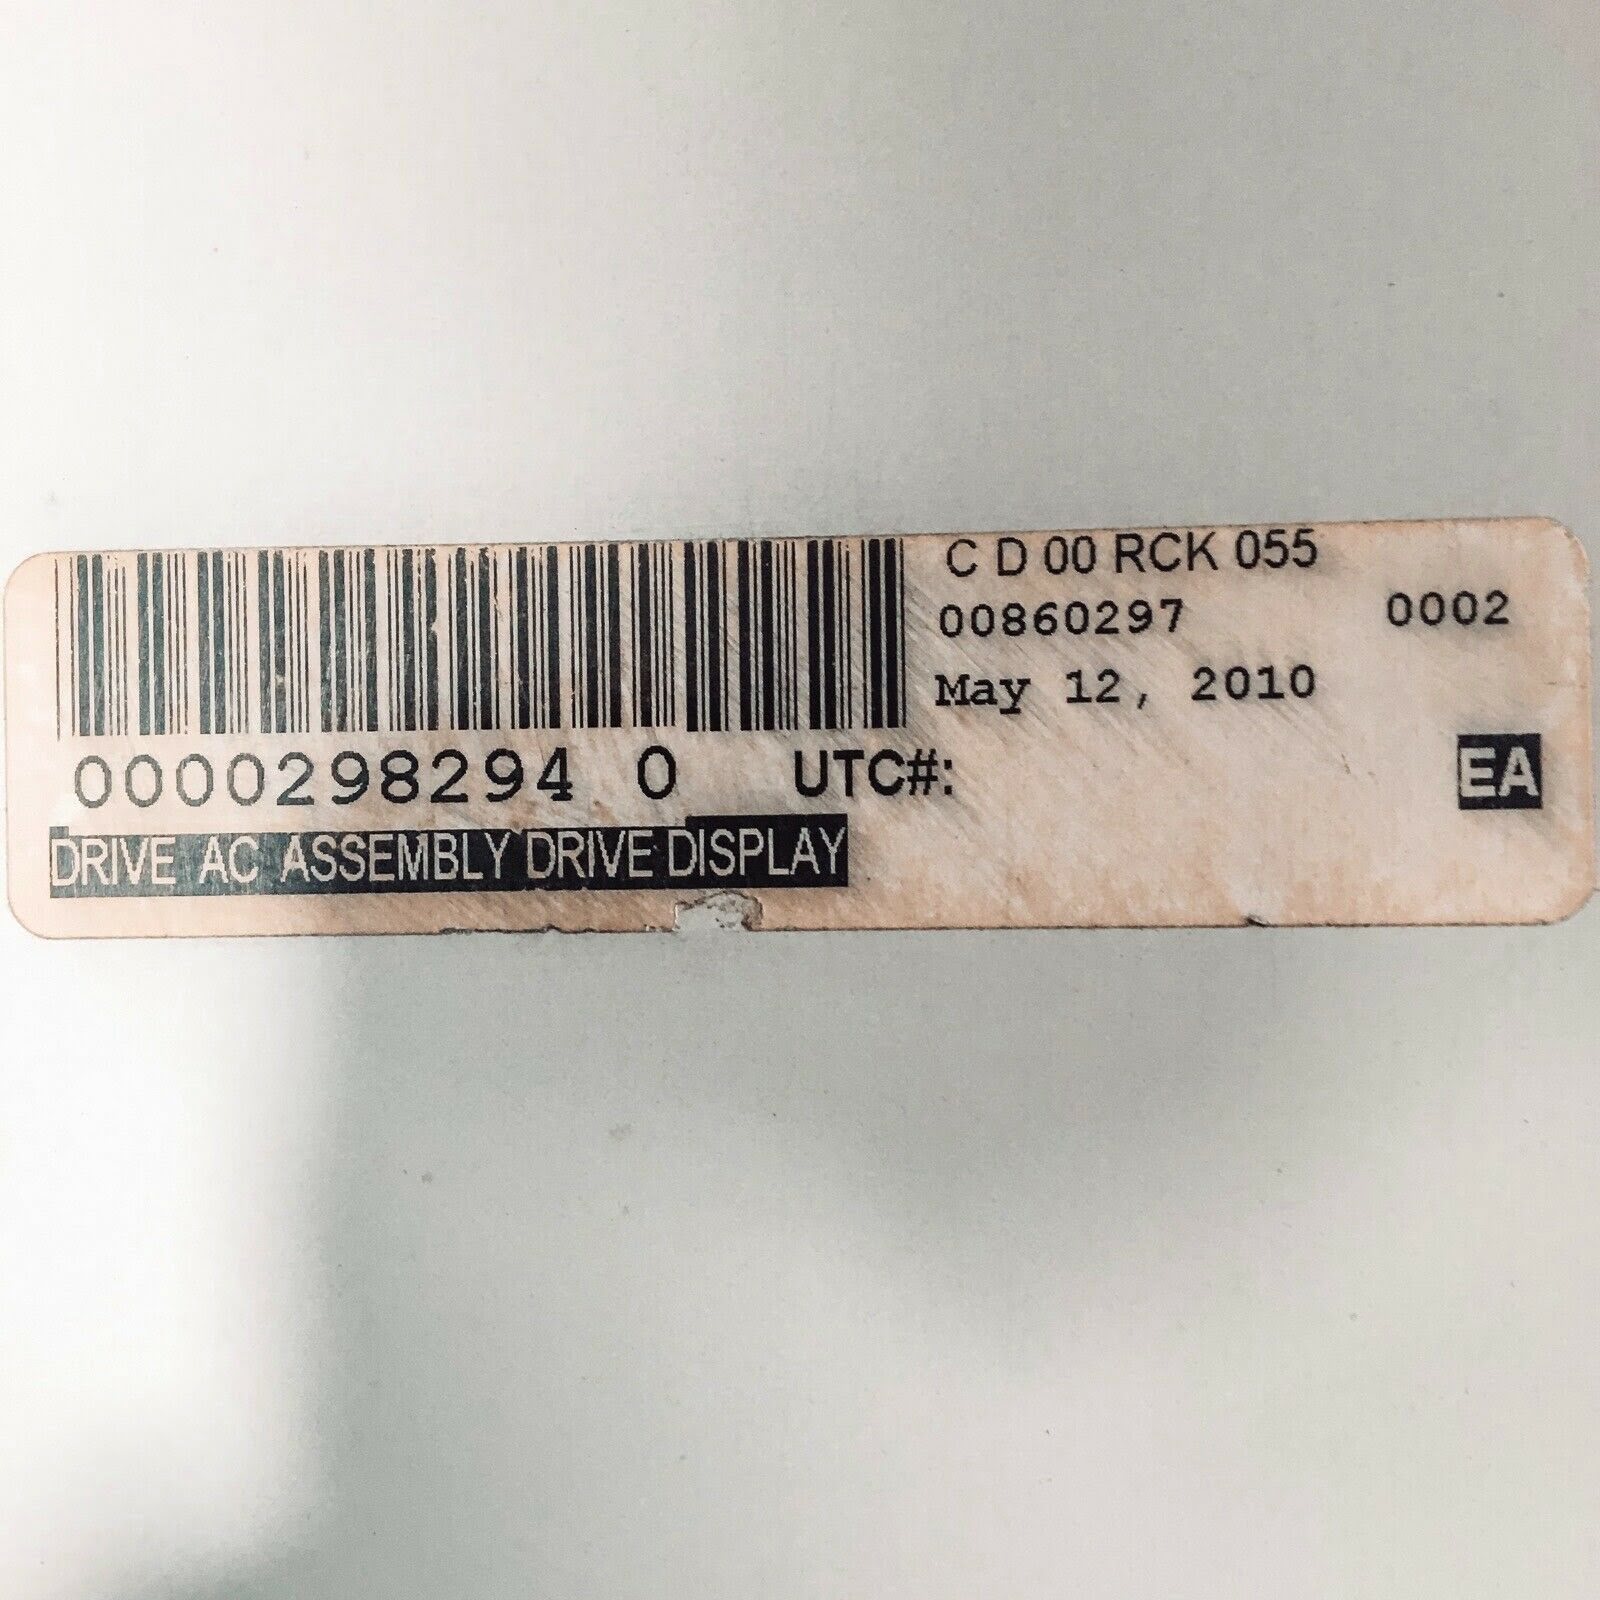 C D 00 RCK 055
00860297 0002
May 12, 2010
0000298294 0 UTC#:
EA
DRIVE AC ASSEMBLY DRIVE DISPLAY